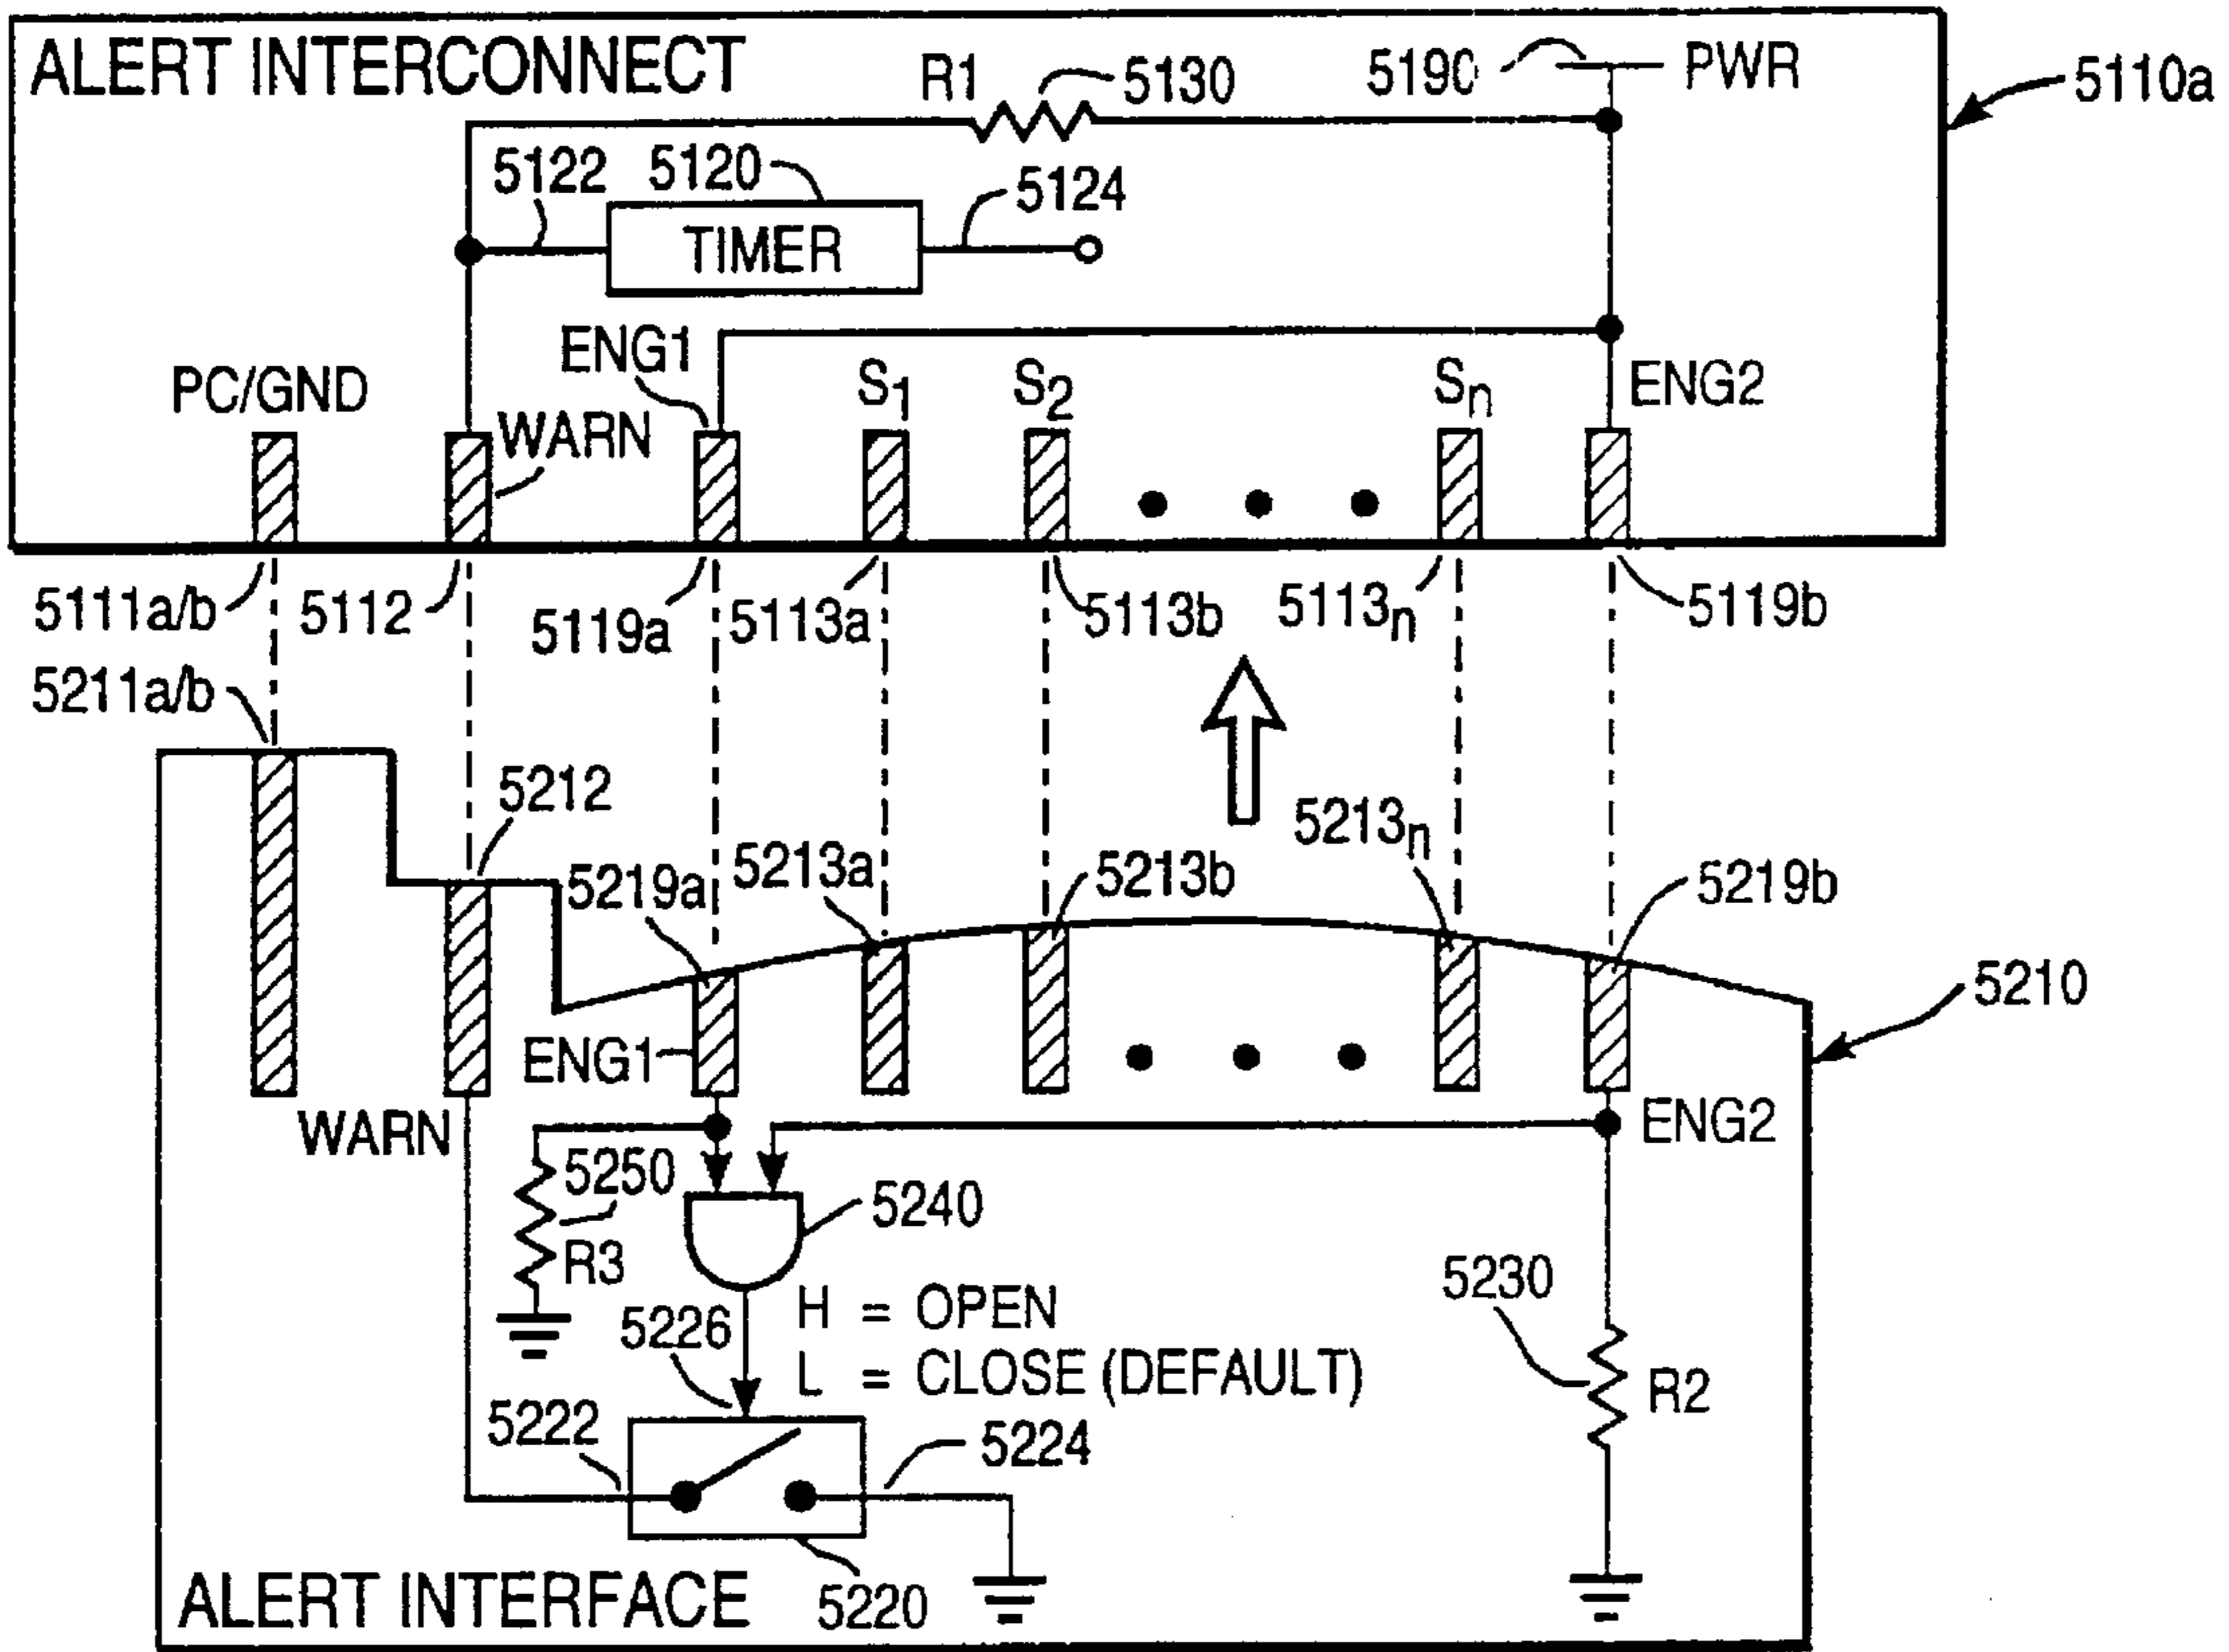 ALERT INTERCONNECT
R1
5130
5190
PWR
5110a
5122
5120
5124
TIMER
ENG1
PC/GND
WARN
S1
S2
Sn
ENG2
5111a/b
5112
5119a
5113a
5113b
5113n
5119b
5211a/b
5212
5219a
5213a
5213b
5213n
5219b
5210
ENG1
WARN
ENG2
5250
R3
5240
5226
H = OPEN
L = CLOSE (DEFAULT)
5230
R2
5222
5224
5220
ALERT INTERFACE